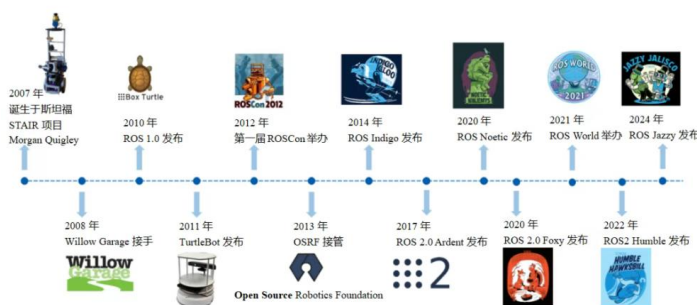 2007 年
诞生于斯坦福
STAIR 项目
Morgan Quigley
Box Turtle
2010 年
ROS 1.0 发布
ROSCon 2012
2012 年
第一届 ROSCon 举办
INDIGO
IGLOO
2014 年
ROS Indigo 发布
2020 年
ROS Noetic 发布
ROS WORLD
2021
2021 年
ROS World 举办
JAZZY JALISCO
2024 年
ROS Jazzy 发布
2008 年
Willow Garage 接手
Willow
Garage
2011 年
TurtleBot 发布
2013 年
OSRF 接管
Open Source Robotics Foundation
2017 年
ROS 2.0 Ardent 发布
2
2020 年
ROS 2.0 Foxy 发布
2022 年
ROS2 Humble 发布
HUMBLE
HAWKSBILL